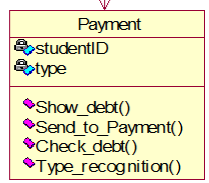 Payment
studentID
type
Show_debt()
Send_to_Payment()
Check_debt()
Type_recognition()